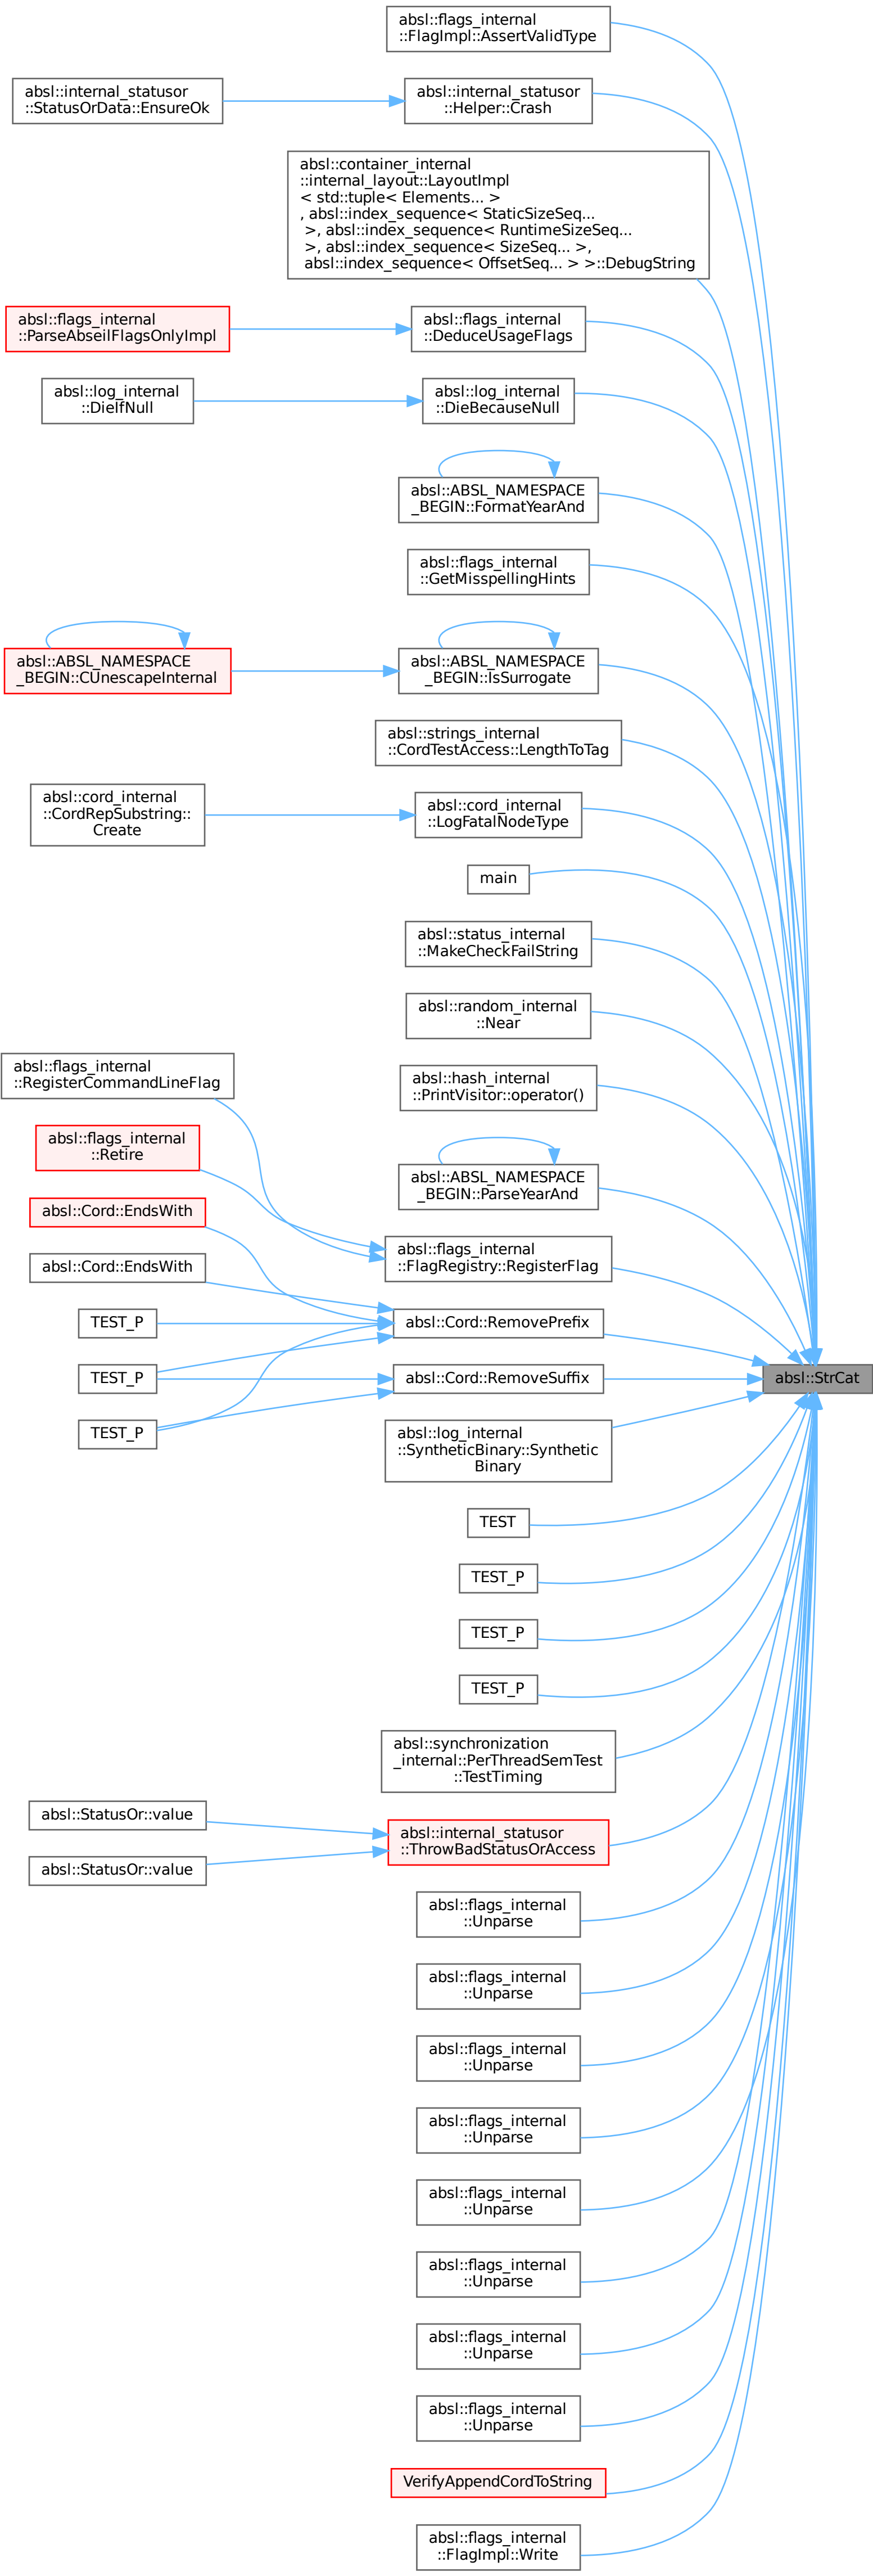 absl::flags_internal
::FlagImpl::AssertValidType
absl::internal_statusor
::StatusOrData::EnsureOk
absl::internal_statusor
::Helper::Crash
absl::container_internal
::internal_layout::LayoutImpl
< std::tuple< Elements... >
, absl::index_sequence< StaticSizeSeq...
>, absl::index_sequence< RuntimeSizeSeq...
>, absl::index_sequence< SizeSeq... >,
absl::index_sequence< OffsetSeq... > >::DebugString
absl::flags_internal
::ParseAbseilFlagsOnlyImpl
absl::flags_internal
::DeduceUsageFlags
absl::log_internal
::DieIfNull
absl::log_internal
::DieBecauseNull
absl::ABSL_NAMESPACE
_BEGIN::FormatYearAnd
absl::flags_internal
::GetMisspellingHints
absl::ABSL_NAMESPACE
_BEGIN::CUnescapeInternal
absl::ABSL_NAMESPACE
_BEGIN::IsSurrogate
absl::strings_internal
::CordTestAccess::LengthToTag
absl::cord_internal
::CordRepSubstring::
Create
absl::cord_internal
::LogFatalNodeType
main
absl::status_internal
::MakeCheckFailString
absl::random_internal
::Near
absl::flags_internal
::RegisterCommandLineFlag
absl::hash_internal
::PrintVisitor::operator()
absl::flags_internal
::Retire
absl::ABSL_NAMESPACE
_BEGIN::ParseYearAnd
absl::Cord::EndsWith
absl::flags_internal
::FlagRegistry::RegisterFlag
absl::Cord::EndsWith
TEST_P
absl::Cord::RemovePrefix
TEST_P
absl::Cord::RemoveSuffix
absl::StrCat
TEST_P
absl::log_internal
::SyntheticBinary::Synthetic
Binary
TEST
TEST_P
TEST_P
TEST_P
absl::synchronization
_internal::PerThreadSemTest
::TestTiming
absl::StatusOr::value
absl::internal_statusor
::ThrowBadStatusOrAccess
absl::StatusOr::value
absl::flags_internal
::Unparse
absl::flags_internal
::Unparse
absl::flags_internal
::Unparse
absl::flags_internal
::Unparse
absl::flags_internal
::Unparse
absl::flags_internal
::Unparse
absl::flags_internal
::Unparse
absl::flags_internal
::Unparse
VerifyAppendCordToString
absl::flags_internal
::FlagImpl::Write